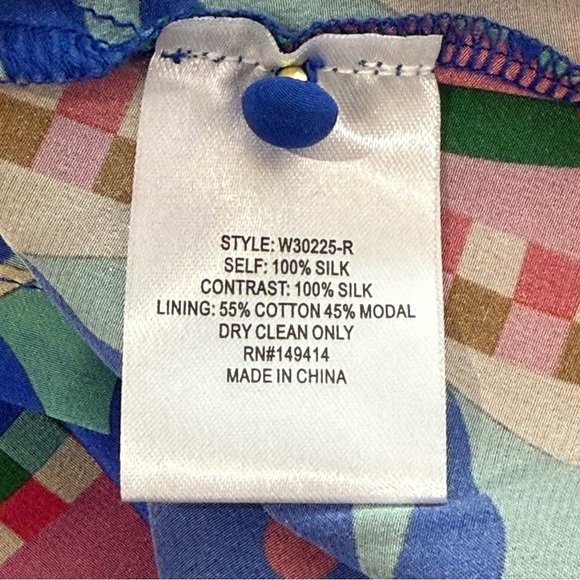 STYLE: W30225-R
SELF: 100% SILK
CONTRAST: 100% SILK
LINING: 55% COTTON 45% MODAL
DRY CLEAN ONLY
RN#149414
MADE IN CHINA